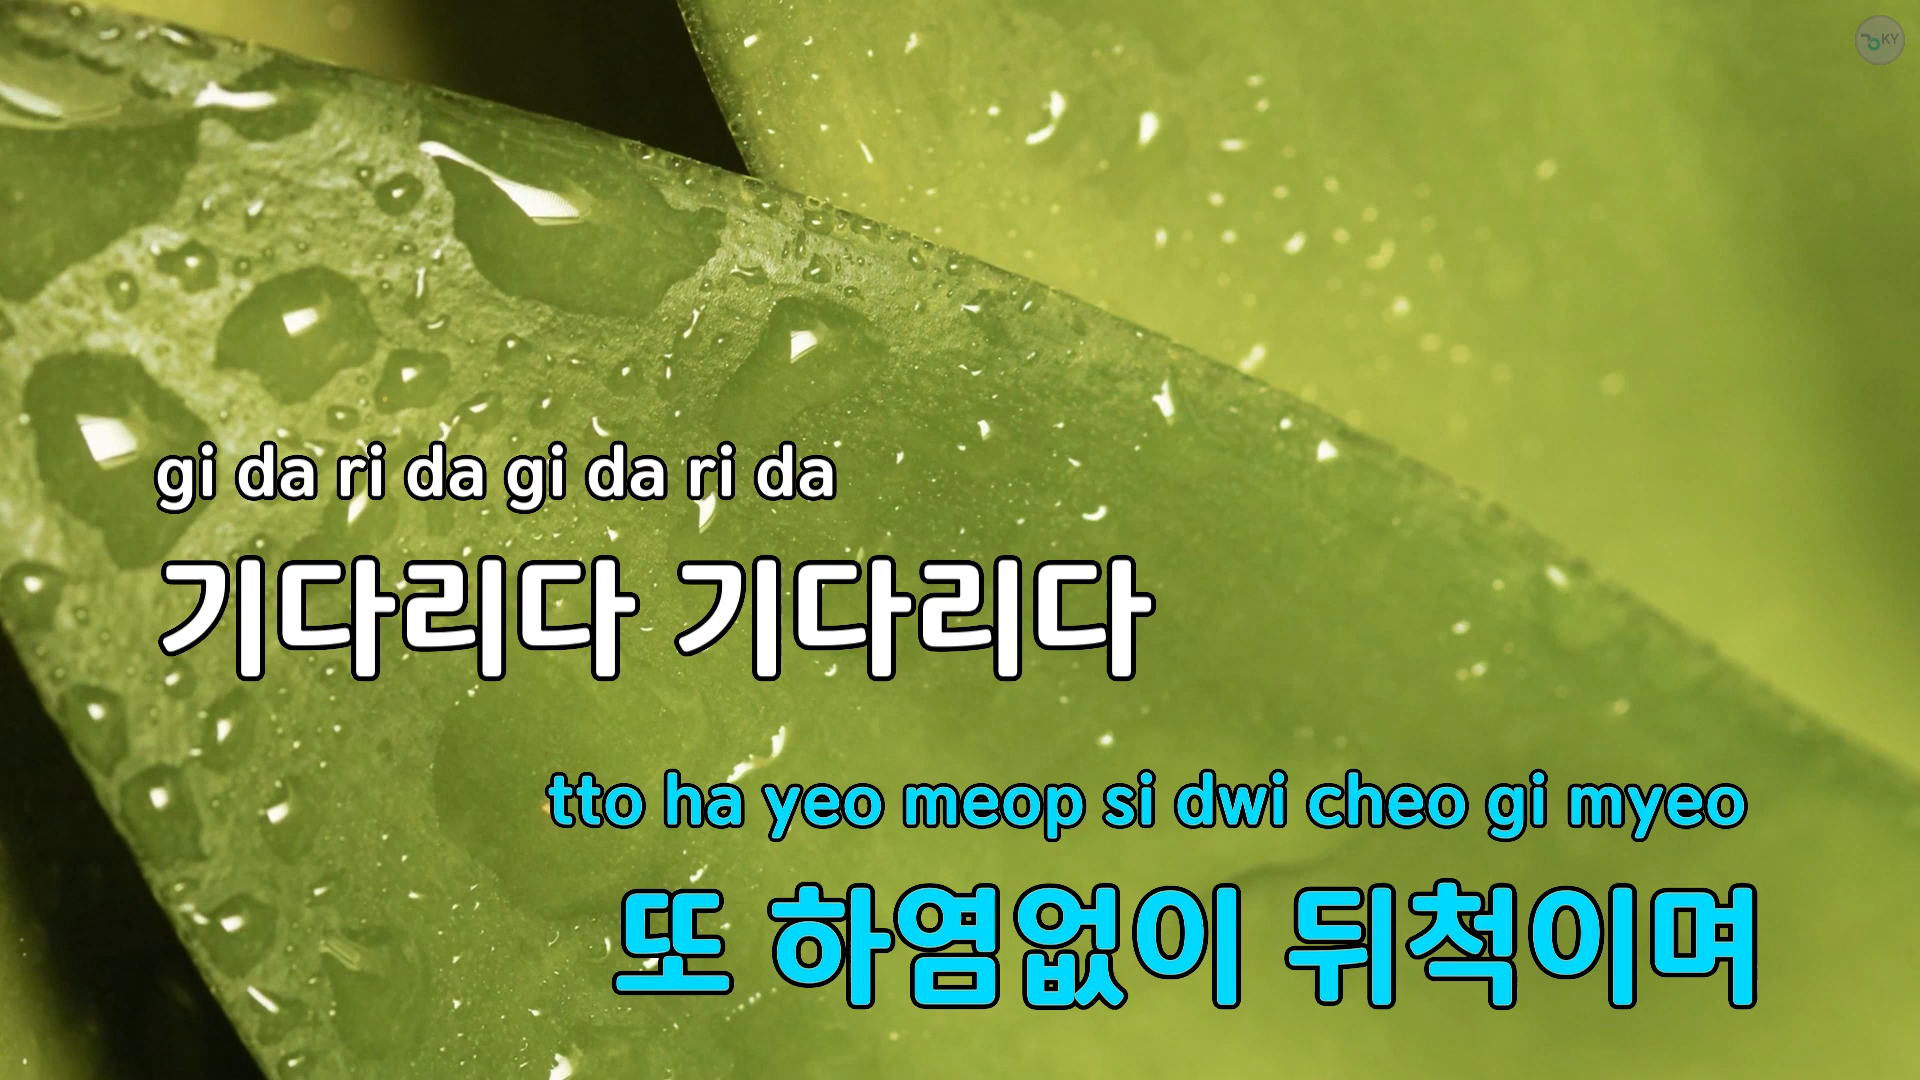 KY
gi da ri da gi da ri da
기다리다 기다리다
tto ha yeo meop si dwi cheo gi myeo
또 하염없이 뒤척이며